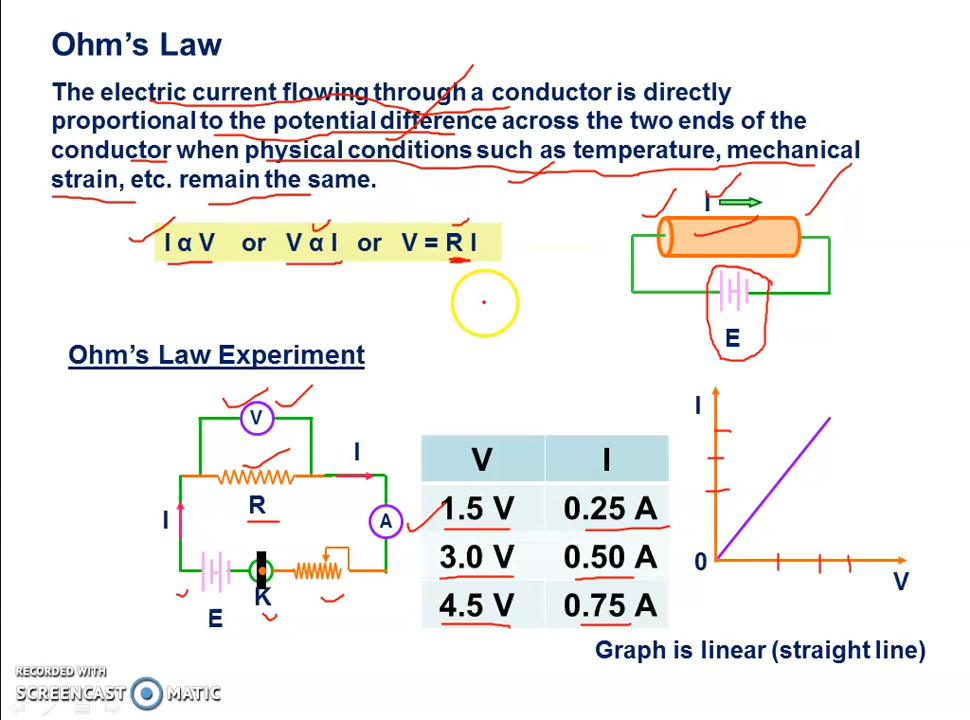 Ohm's Law
The electric current flowing through a conductor is directly
proportional to the potential difference across the two ends of the
conductor when physical conditions such as temperature, mechanical
strain, etc. remain the same.
I
I α V or V α I or V = R I
E
Ohm's Law Experiment
V
I
R
I
A
K
E
V I
1.5 V 0.25 A
3.0 V 0.50 A
4.5 V 0.75 A
I
0
V
Graph is linear (straight line)
RECORDED WITH
SCREENCAST MATIC